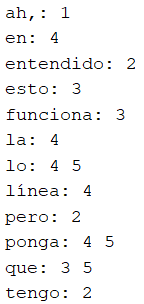 ah,: 1
en: 4
entendido: 2
esto: 3
funciona: 3
la: 4
lo: 4 5
línea: 4
pero: 2
ponga: 4 5
que: 3 5
tengo: 2